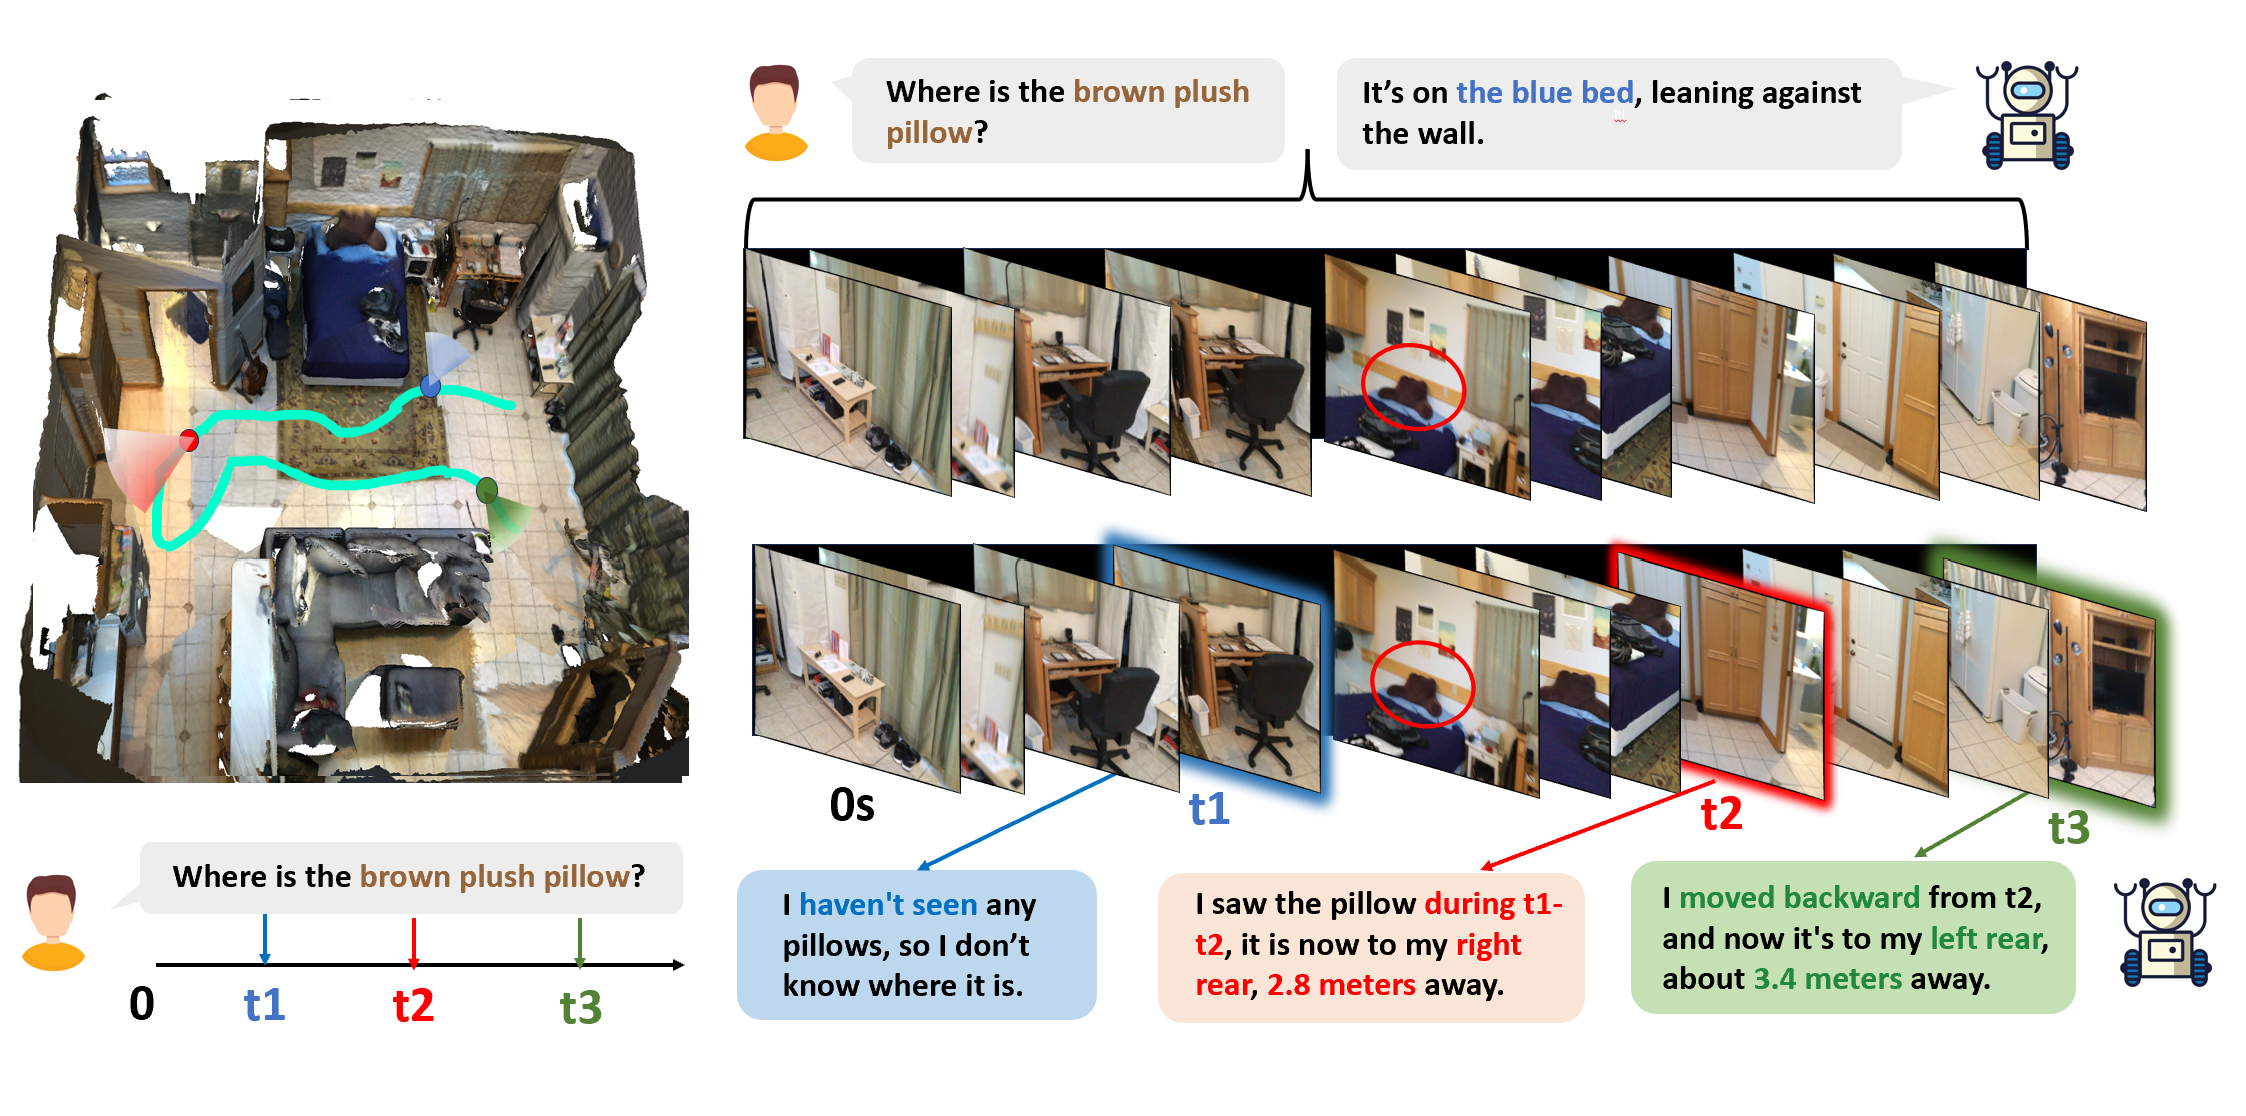 Where is the brown plush
pillow?
It’s on the blue bed, leaning against
the wall.
0s
t1
t2
t3
Where is the brown plush pillow?
0
t1
t2
t3
I haven't seen any
pillows, so I don’t
know where it is.
I saw the pillow during t1-
t2, it is now to my right
rear, 2.8 meters away.
I moved backward from t2,
and now it's to my left rear,
about 3.4 meters away.